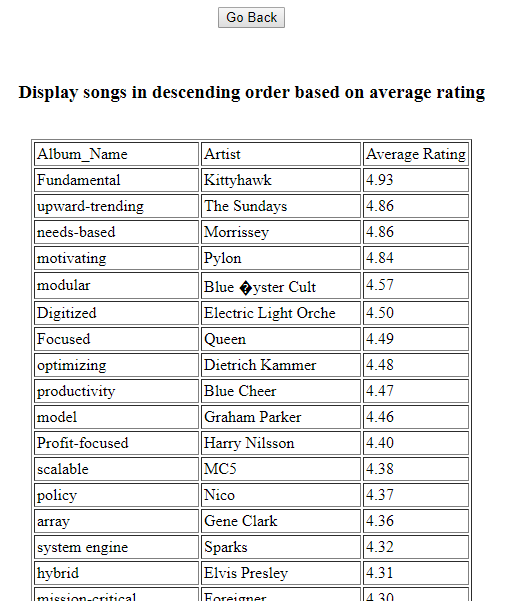 Go Back
Display songs in descending order based on average rating
Album_Name Artist Average Rating
Fundamental Kittyhawk 4.93
upward-trending The Sundays 4.86
needs-based Morrissey 4.86
motivating Pylon 4.84
modular Blue �yster Cult 4.57
Digitized Electric Light Orche 4.50
Focused Queen 4.49
optimizing Dietrich Kammer 4.48
productivity Blue Cheer 4.47
model Graham Parker 4.46
Profit-focused Harry Nilsson 4.40
scalable MC5 4.38
policy Nico 4.37
array Gene Clark 4.36
system engine Sparks 4.32
hybrid Elvis Presley 4.31
mission-critical Foreigner 4.30